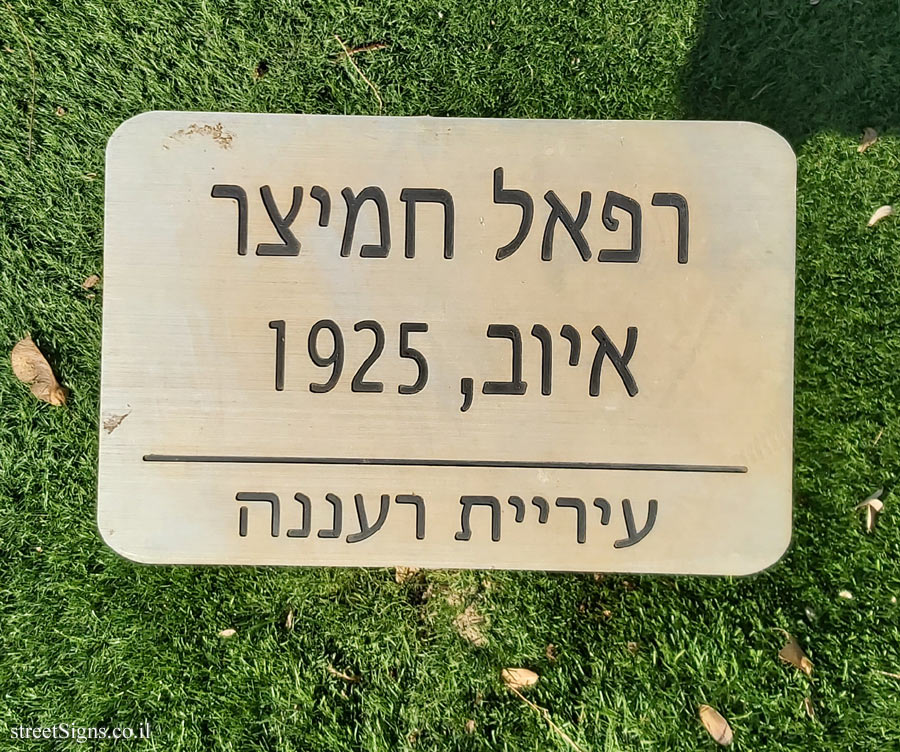 רפאל חמיצר
איוב, 1925
עיריית רעננה
streetSigns.co.il